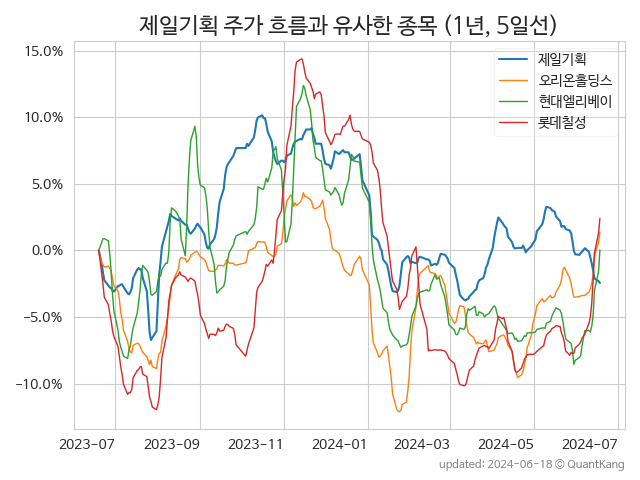 제일기획 주가 흐름과 유사한 종목 (1년, 5일선)
15.0%
10.0%
5.0%
0.0%
−5.0%
−10.0%
제일기획
오리온홀딩스
현대엘리베이
롯데칠성
2023-07 2023-09 2023-11 2024-01 2024-03 2024-05 2024-07
updated: 2024-06-18 © QuantKang